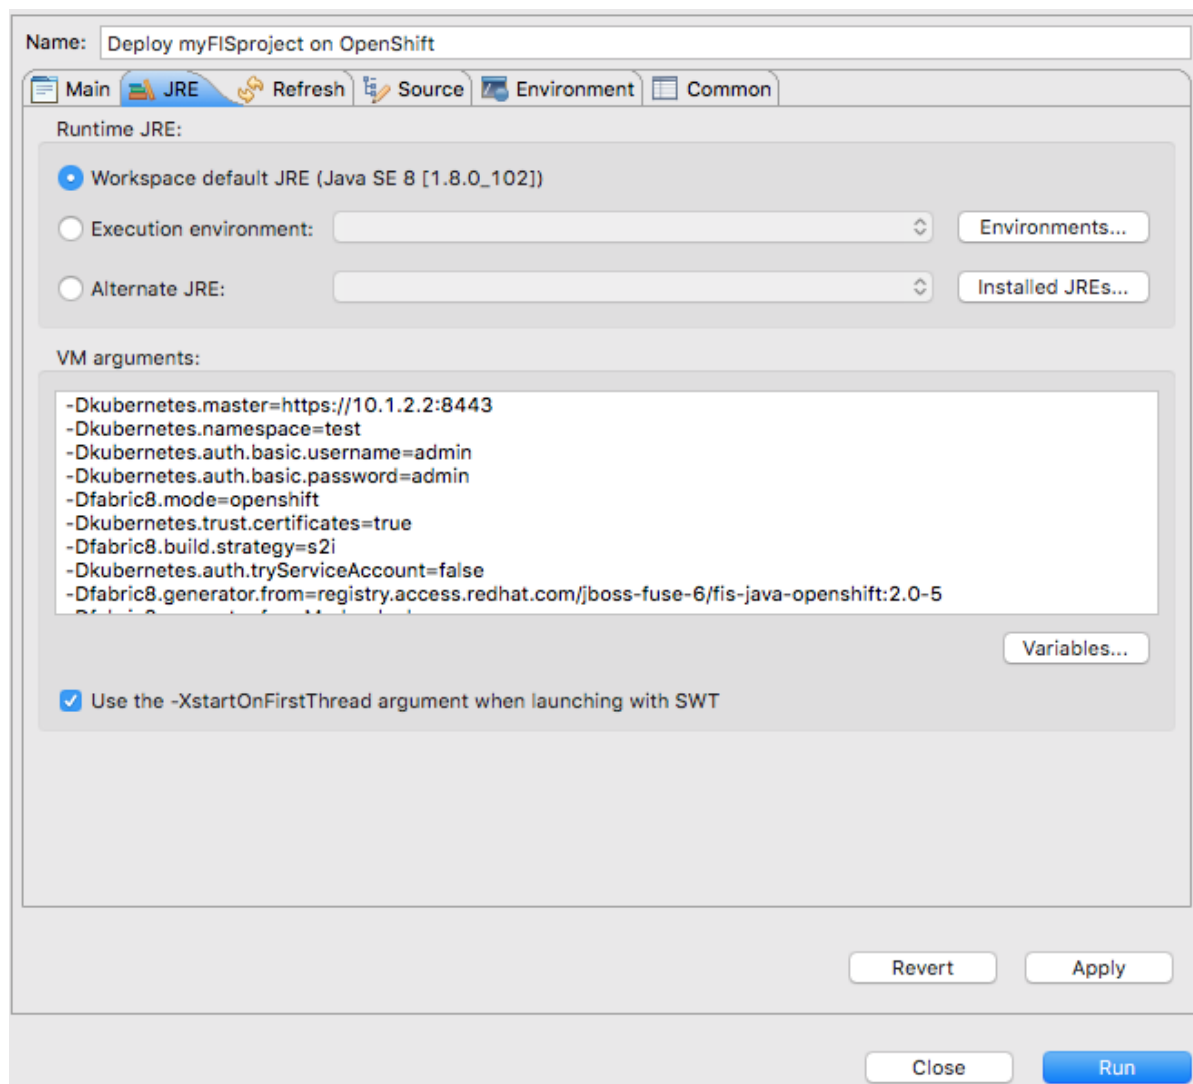 Name: Deploy myFISproject on OpenShift
Main JRE Refresh Source Environment Common
Runtime JRE:
Workspace default JRE (Java SE 8 [1.8.0_102])
Execution environment: Environments...
Alternate JRE: Installed JREs...
VM arguments:
-Dkubernetes.master=https://10.1.2.2:8443
-Dkubernetes.namespace=test
-Dkubernetes.auth.basic.username=admin
-Dkubernetes.auth.basic.password=admin
-Dfabric8.mode=openshift
-Dkubernetes.trust.certificates=true
-Dfabric8.build.strategy=s2i
-Dkubernetes.auth.tryServiceAccount=false
-Dfabric8.generator.from=registry.access.redhat.com/jboss-fuse-6/fis-java-openshift:2.0-5
Variables...
Use the -XstartOnFirstThread argument when launching with SWT
Revert Apply
Close Run